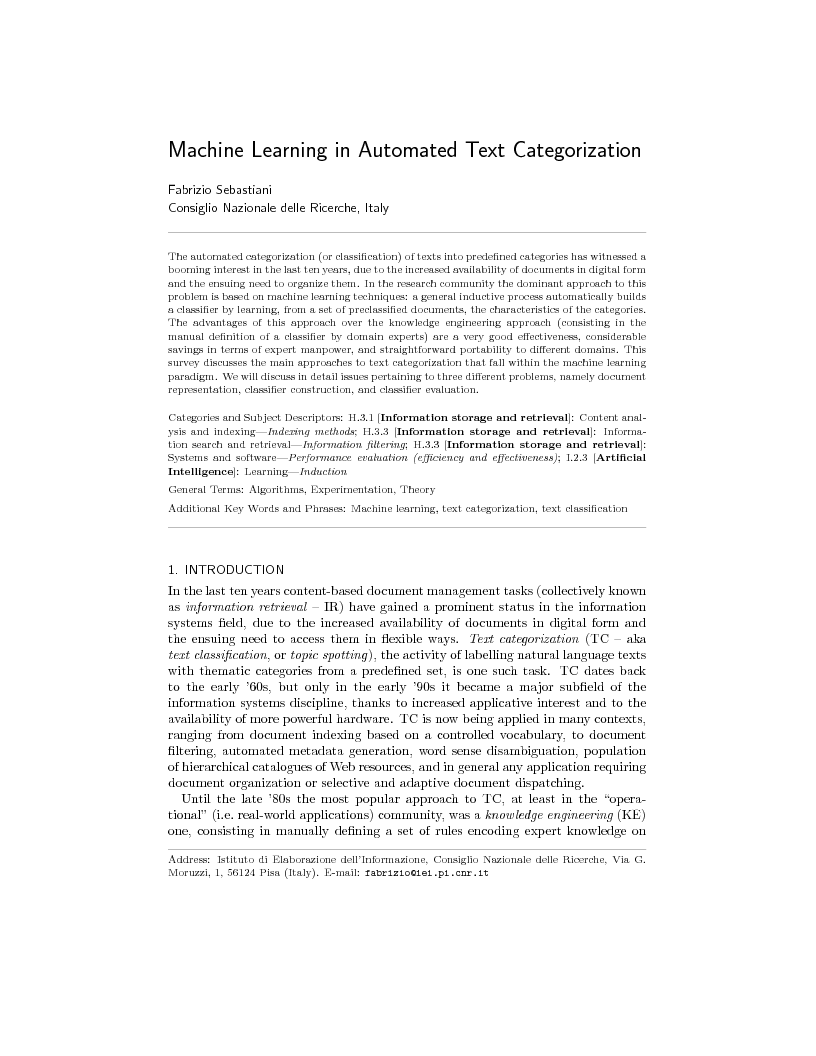 Machine Learning in Automated Text Categorization
Fabrizio Sebastiani
Consiglio Nazionale delle Ricerche, Italy
The automated categorization (or classification) of texts into predefined categories has witnessed a
booming interest in the last ten years, due to the increased availability of documents in digital form
and the ensuing need to organize them. In the research community the dominant approach to this
problem is based on machine learning techniques: a general inductive process automatically builds
a classifier by learning, from a set of preclassified documents, the characteristics of the categories.
The advantages of this approach over the knowledge engineering approach (consisting in the
manual definition of a classifier by domain experts) are a very good effectiveness, considerable
savings in terms of expert manpower, and straightforward portability to different domains. This
survey discusses the main approaches to text categorization that fall within the machine learning
paradigm. We will discuss in detail issues pertaining to three different problems, namely document
representation, classifier construction, and classifier evaluation.
Categories and Subject Descriptors: H.3.1 [Information storage and retrieval]: Content anal-
ysis and indexing—Indexing methods; H.3.3 [Information storage and retrieval]: Informa-
tion search and retrieval—Information filtering; H.3.3 [Information storage and retrieval]:
Systems and software—Performance evaluation (efficiency and effectiveness); I.2.3 [Artificial
Intelligence]: Learning—Induction
General Terms: Algorithms, Experimentation, Theory
Additional Key Words and Phrases: Machine learning, text categorization, text classification
1. INTRODUCTION
In the last ten years content-based document management tasks (collectively known
as information retrieval – IR) have gained a prominent status in the information
systems field, due to the increased availability of documents in digital form and
the ensuing need to access them in flexible ways. Text categorization (TC – aka
text classification, or topic spotting), the activity of labelling natural language texts
with thematic categories from a predefined set, is one such task. TC dates back
to the early '60s, but only in the early '90s it became a major subfield of the
information systems discipline, thanks to increased applicative interest and to the
availability of more powerful hardware. TC is now being applied in many contexts,
ranging from document indexing based on a controlled vocabulary, to document
filtering, automated metadata generation, word sense disambiguation, population
of hierarchical catalogues of Web resources, and in general any application requiring
document organization or selective and adaptive document dispatching.
Until the late '80s the most popular approach to TC, at least in the “opera-
tional” (i.e. real-world applications) community, was a knowledge engineering (KE)
one, consisting in manually defining a set of rules encoding expert knowledge on
Address: Istituto di Elaborazione dell'Informazione, Consiglio Nazionale delle Ricerche, Via G.
Moruzzi, 1, 56124 Pisa (Italy). E-mail: fabrizio@iei.pi.cnr.it